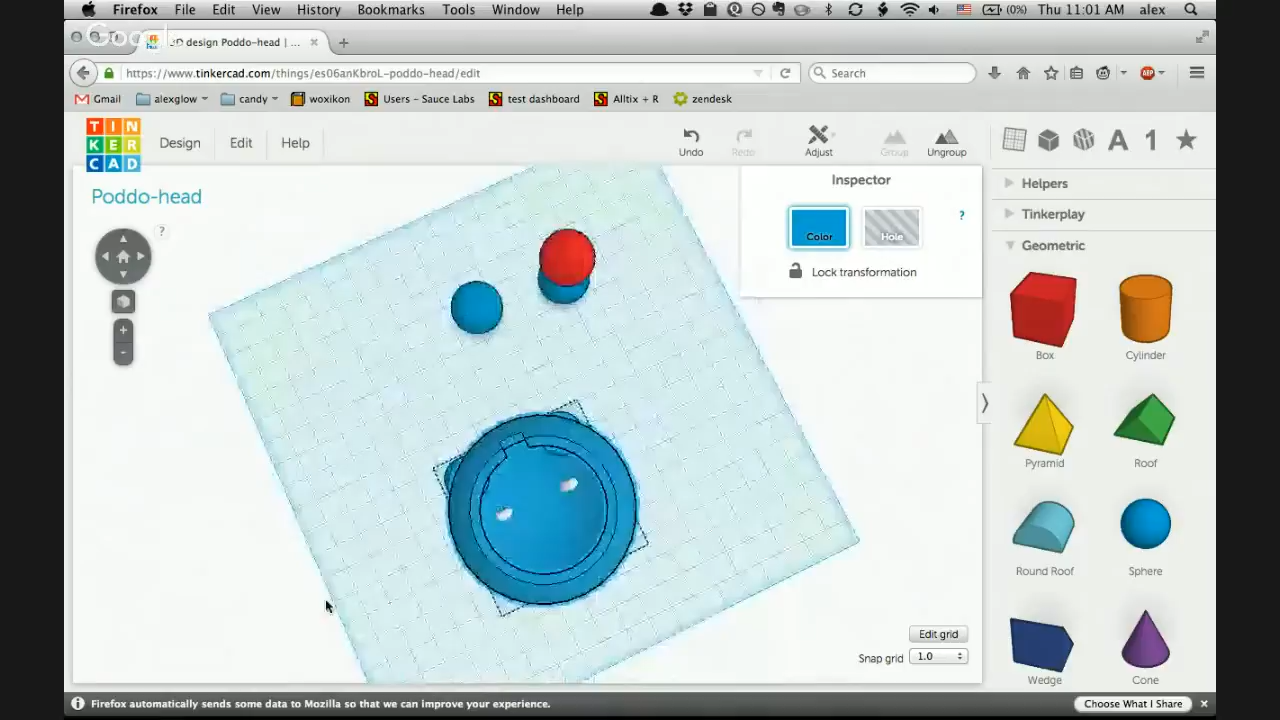 Firefox File Edit View History Bookmarks Tools Window Help (0%) Thu 11:01 AM alex
Google
3D design Poddo-head | ...
https://www.tinkercad.com/things/es06anKbroL-poddo-head/edit Search ABP
Gmail alexglow candy woxikon Users - Sauce Labs test dashboard Alltix + R zendesk
TIN
KER
CAD
Design Edit Help Undo Redo Adjust Group Ungroup A 1
Poddo-head
?
Inspector
Color Hole ?
Lock transformation
+
-
Helpers
Tinkerplay
Geometric
Box Cylinder
Pyramid Roof
Round Roof Sphere
Wedge Cone
Edit grid
Snap grid 1.0
Firefox automatically sends some data to Mozilla so that we can improve your experience. Choose What I Share